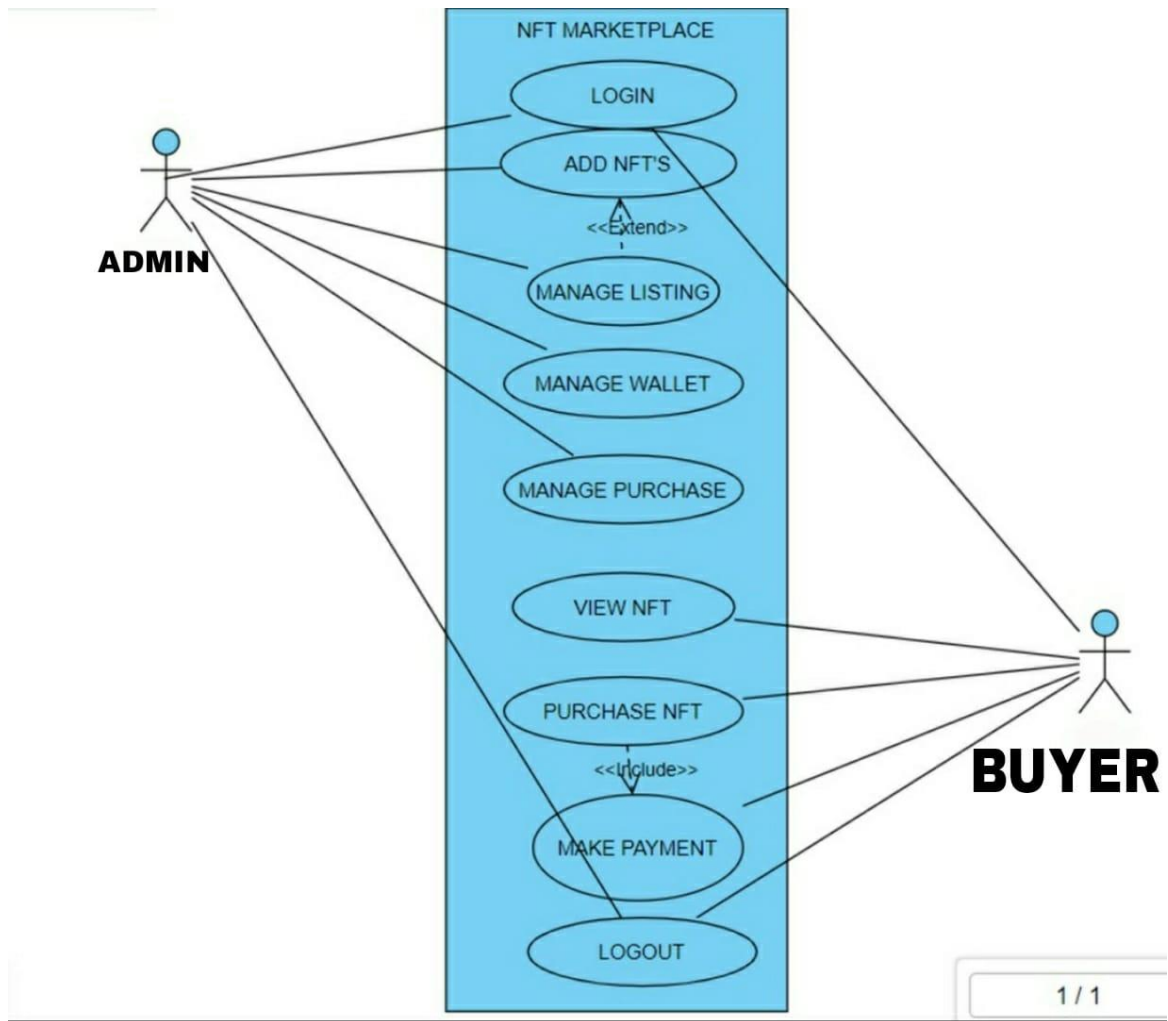 NFT MARKETPLACE
LOGIN
ADD NFT'S
<<Extend>>
ADMIN
MANAGE LISTING
MANAGE WALLET
MANAGE PURCHASE
VIEW NFT
PURCHASE NFT
<<Include>>
BUYER
MAKE PAYMENT
LOGOUT
1 / 1